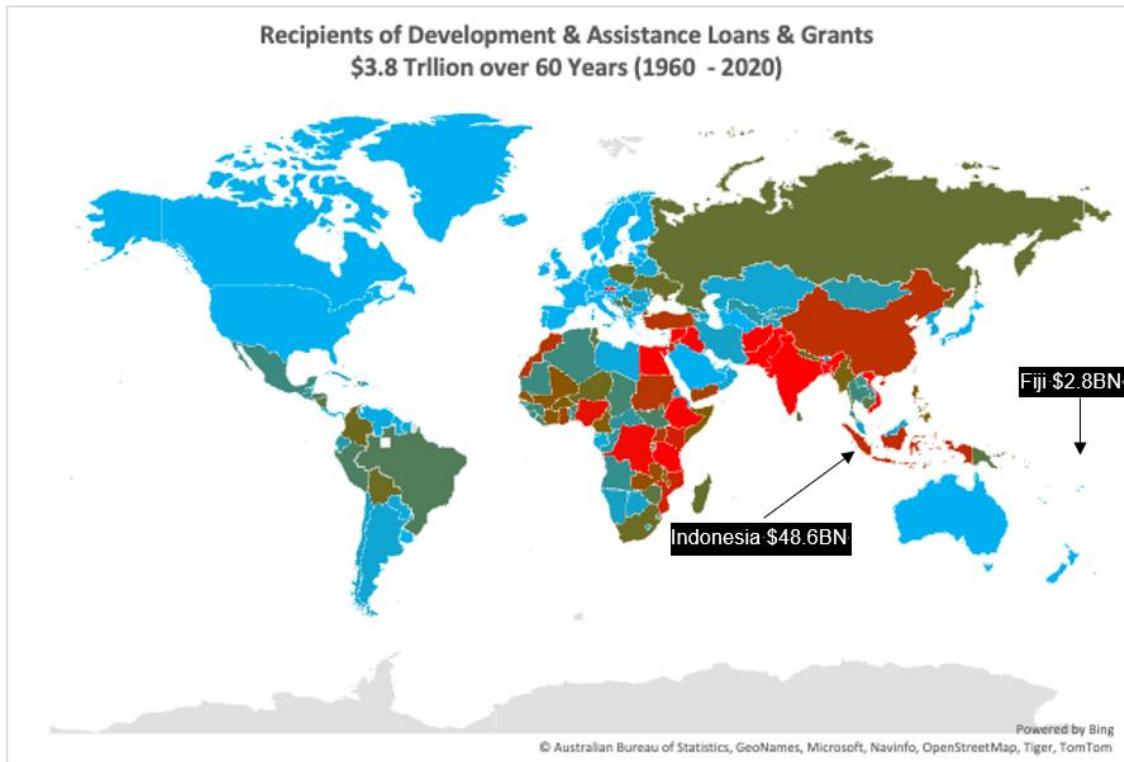 Recipients of Development & Assistance Loans & Grants
$3.8 Trllion over 60 Years (1960  - 2020)
Fiji $2.8BN
Indonesia $48.6BN
Powered by Bing
© Australian Bureau of Statistics, GeoNames, Microsoft, Navinfo, OpenStreetMap, Tiger, TomTom